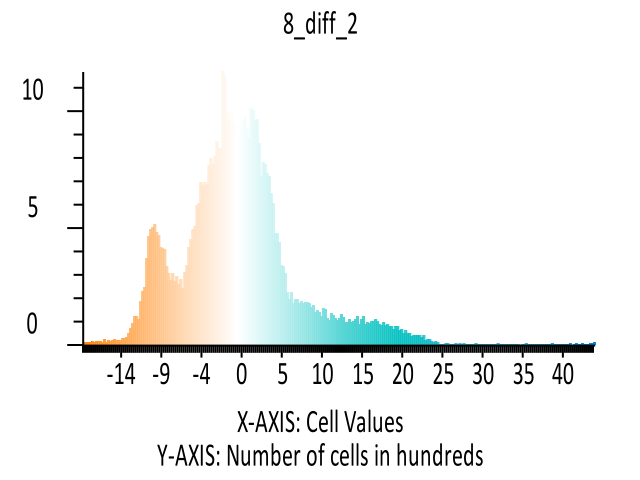 8_diff_2
10
5
0
-14 -9 -4 0 5 10 15 20 25 30 35 40
X-AXIS: Cell Values
Y-AXIS: Number of cells in hundreds